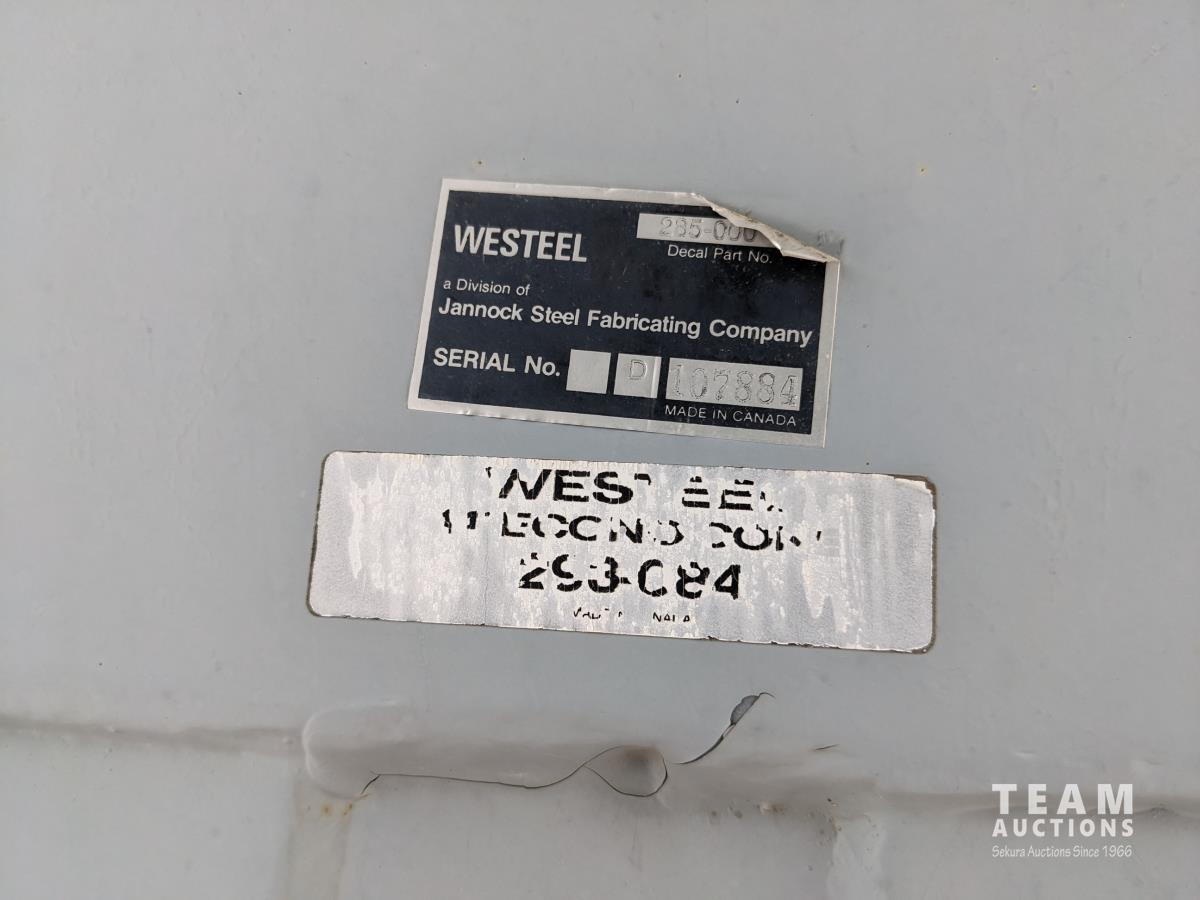 WESTEEL
285-000
Decal Part No.
a Division of
Jannock Steel Fabricating Company
SERIAL No. D 107884
MADE IN CANADA
WESTEEL
293-084
TEAM
AUCTIONS
Sekura Auctions Since 1966